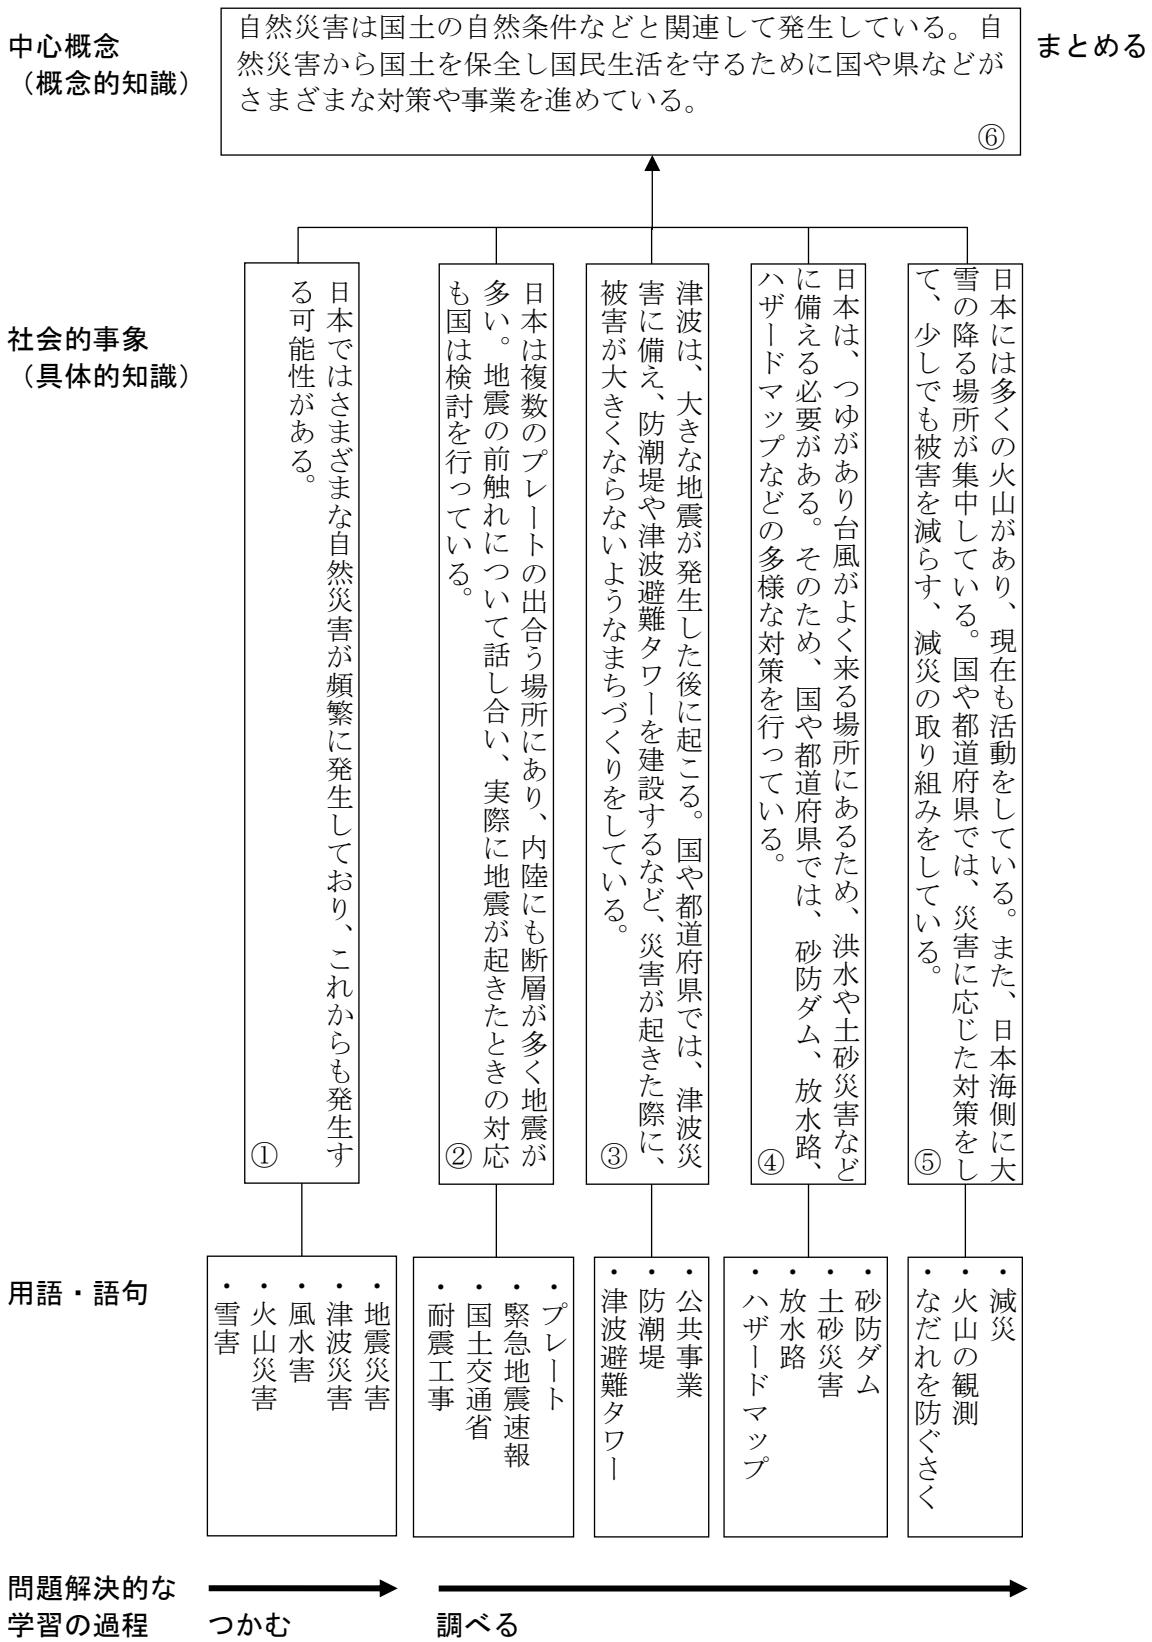 中心概念
（概念的知識）
自然災害は国土の自然条件などと関連して発生している。自
然災害から国土を保全し国民生活を守るために国や県などが
さまざまな対策や事業を進めている。
⑥
まとめる
社会的事象
（具体的知識）
日本ではさまざまな自然災害が頻繁に発生しており、これからも発生す
る可能性がある。
①
日本は複数のプレートの出合う場所にあり、内陸にも断層が多く地震が
多い。地震の前触れについて話し合い、実際に地震が起きたときの対応
も国は検討を行っている。
②
津波は、大きな地震が発生した後に起こる。国や都道府県では、津波災
害に備え、防潮堤や津波避難タワーを建設するなど、災害が起きた際に、
被害が大きくならないようなまちづくりをしている。
③
日本は、つゆがあり台風がよく来る場所にあるため、洪水や土砂災害など
に備える必要がある。そのため、国や都道府県では、砂防ダム、放水路、
ハザードマップなどの多様な対策を行っている。
④
日本には多くの火山があり、現在も活動をしている。また、日本海側に大
雪の降る場所が集中している。国や都道府県では、災害に応じた対策をし
て、少しでも被害を減らす、減災の取り組みをしている。
⑤
用語・語句
・地震災害
・津波災害
・風水害
・火山災害
・雪害
・プレート
・緊急地震速報
・国土交通省
・耐震工事
・公共事業
・防潮堤
・津波避難タワー
・砂防ダム
・土砂災害
・放水路
・ハザードマップ
・減災
・火山の観測
・なだれを防ぐさく
問題解決的な
学習の過程
つかむ
調べる